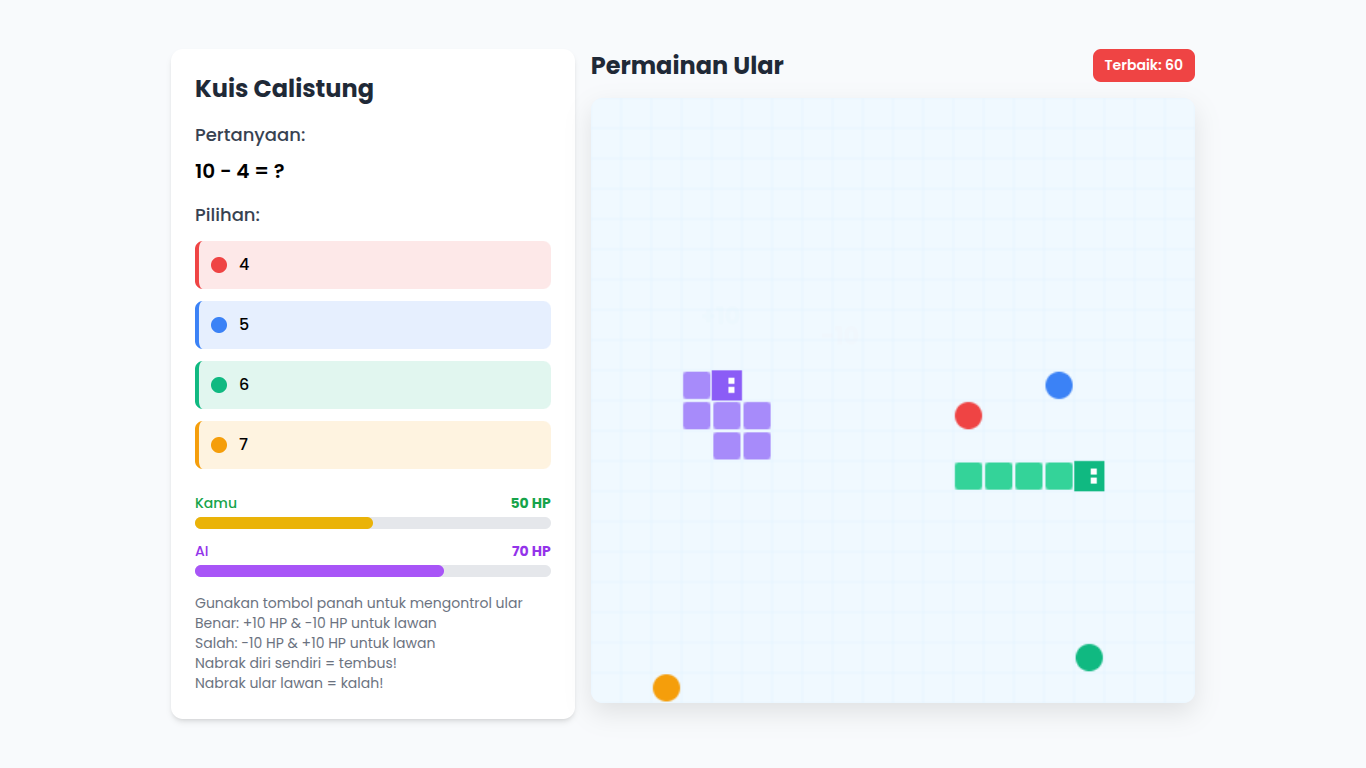 Kuis Calistung
Pertanyaan:
10 - 4 = ?
Pilihan:
4
5
6
7
Kamu 50 HP
AI 70 HP
Gunakan tombol panah untuk mengontrol ular
Benar: +10 HP & -10 HP untuk lawan
Salah: -10 HP & +10 HP untuk lawan
Nabrak diri sendiri = tembus!
Nabrak ular lawan = kalah!
Permainan Ular
Terbaik: 60